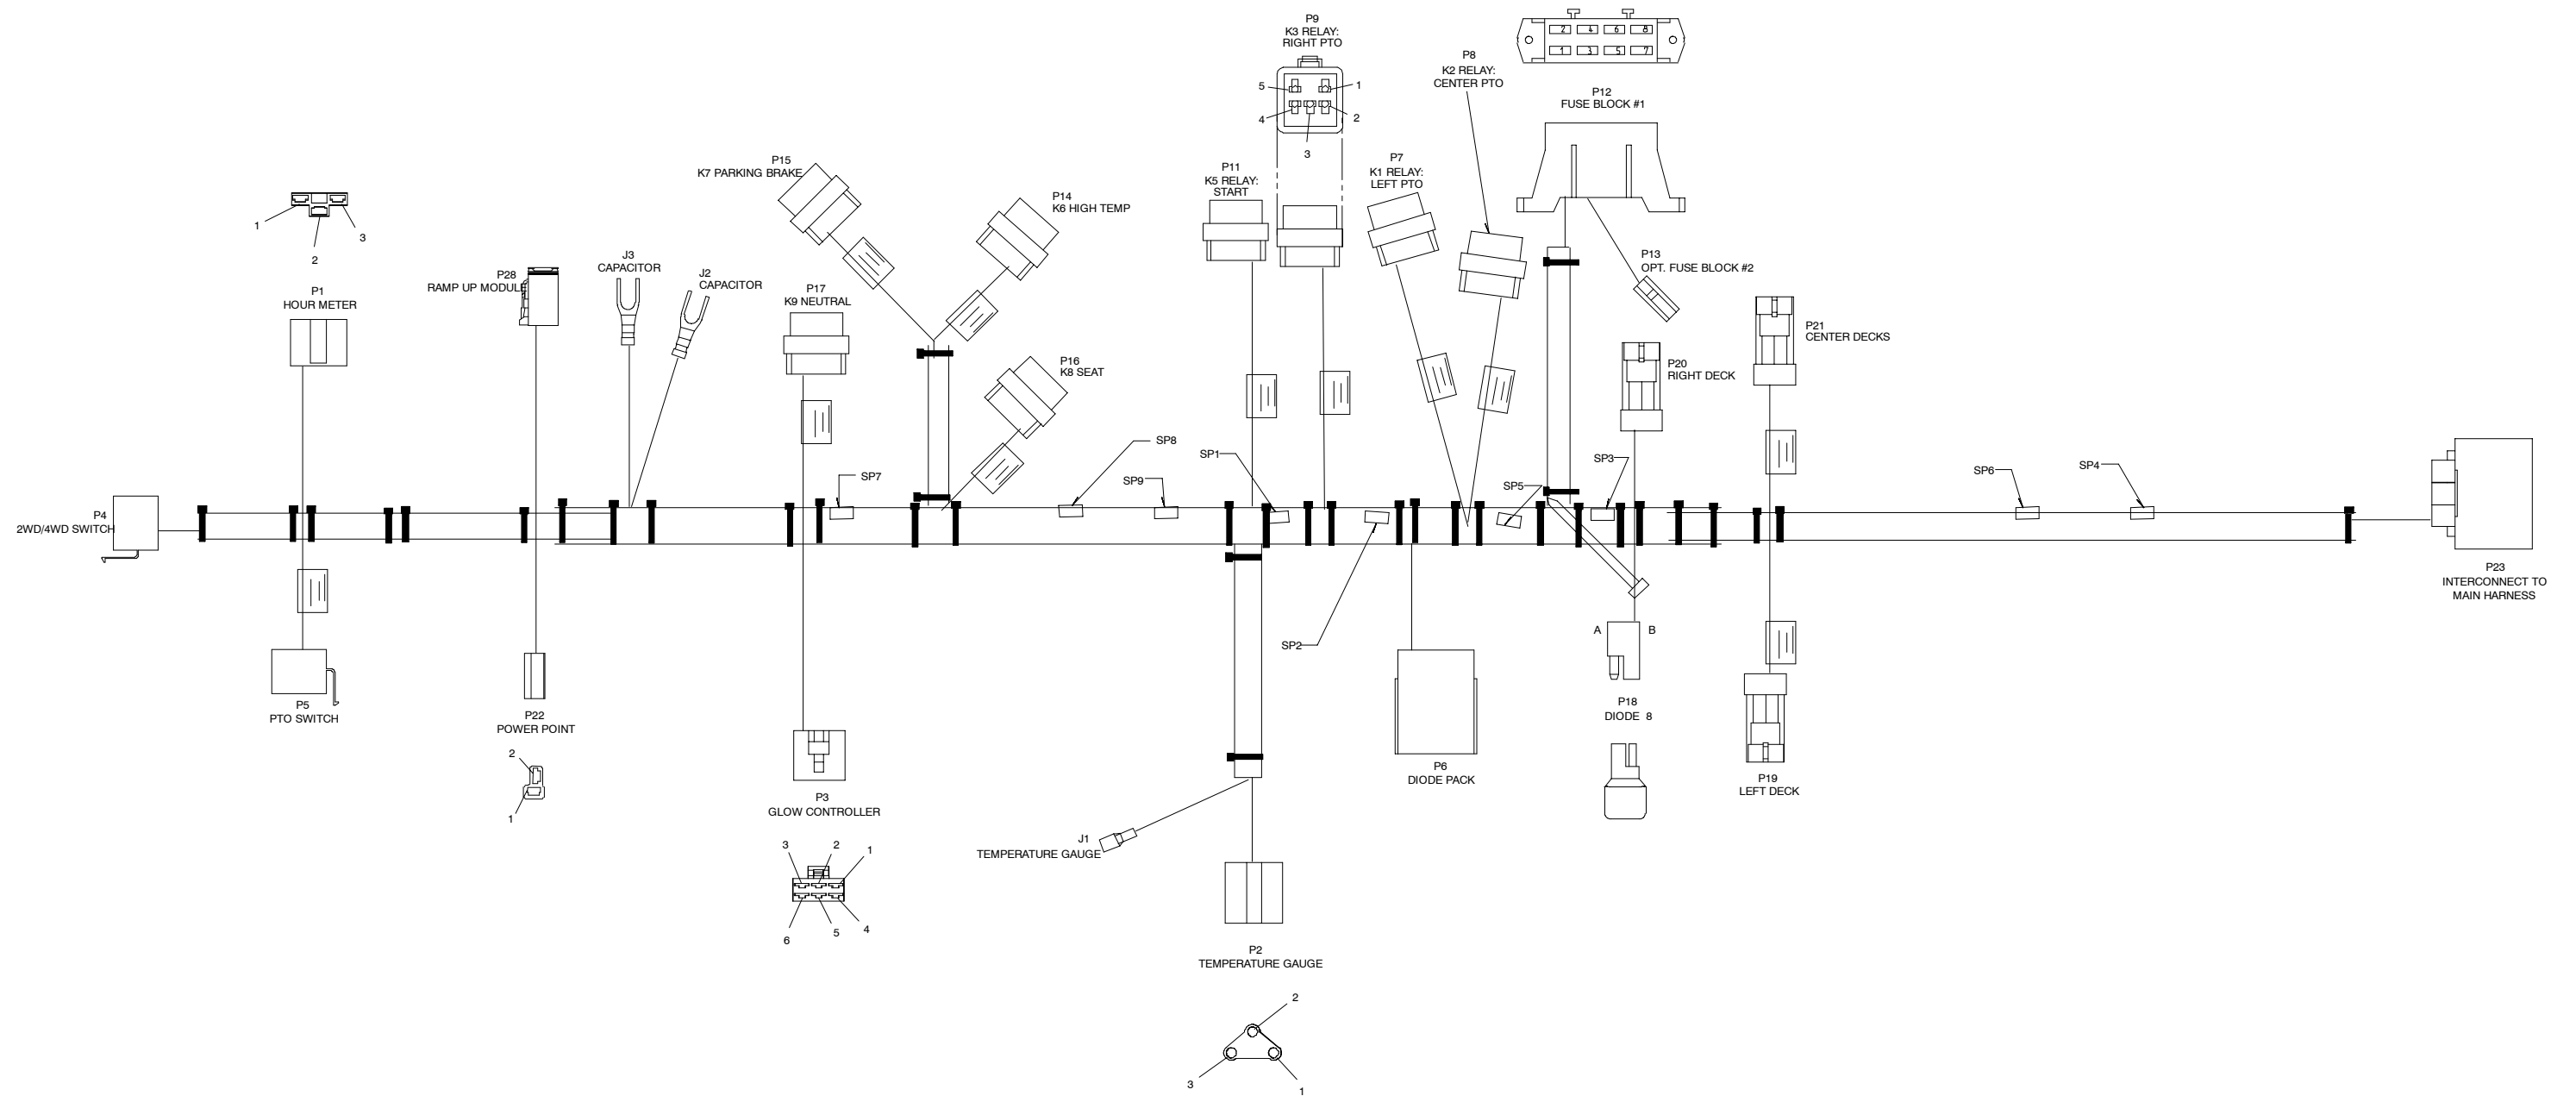 P9
K3 RELAY:
RIGHT PTO
5
1
4
2
3
P8
K2 RELAY:
CENTER PTO
2 4 6 8
1 3 5 7
P12
FUSE BLOCK #1
P15
K7 PARKING BRAKE
P14
K6 HIGH TEMP
P11
K5 RELAY:
START
P7
K1 RELAY:
LEFT PTO
1
2
3
P1
HOUR METER
P28
RAMP UP MODULE
J3
CAPACITOR
J2
CAPACITOR
P17
K9 NEUTRAL
P16
K8 SEAT
P13
OPT. FUSE BLOCK #2
P21
CENTER DECKS
P20
RIGHT DECK
SP7
SP8
SP9
SP1
SP5
SP3
SP6
SP4
P4
2WD/4WD SWITCH
P23
INTERCONNECT TO
MAIN HARNESS
SP2
A
B
P5
PTO SWITCH
P22
POWER POINT
2
1
P18
DIODE 8
P6
DIODE PACK
P19
LEFT DECK
P3
GLOW CONTROLLER
3
2
1
6
5
4
J1
TEMPERATURE GAUGE
P2
TEMPERATURE GAUGE
2
3
1